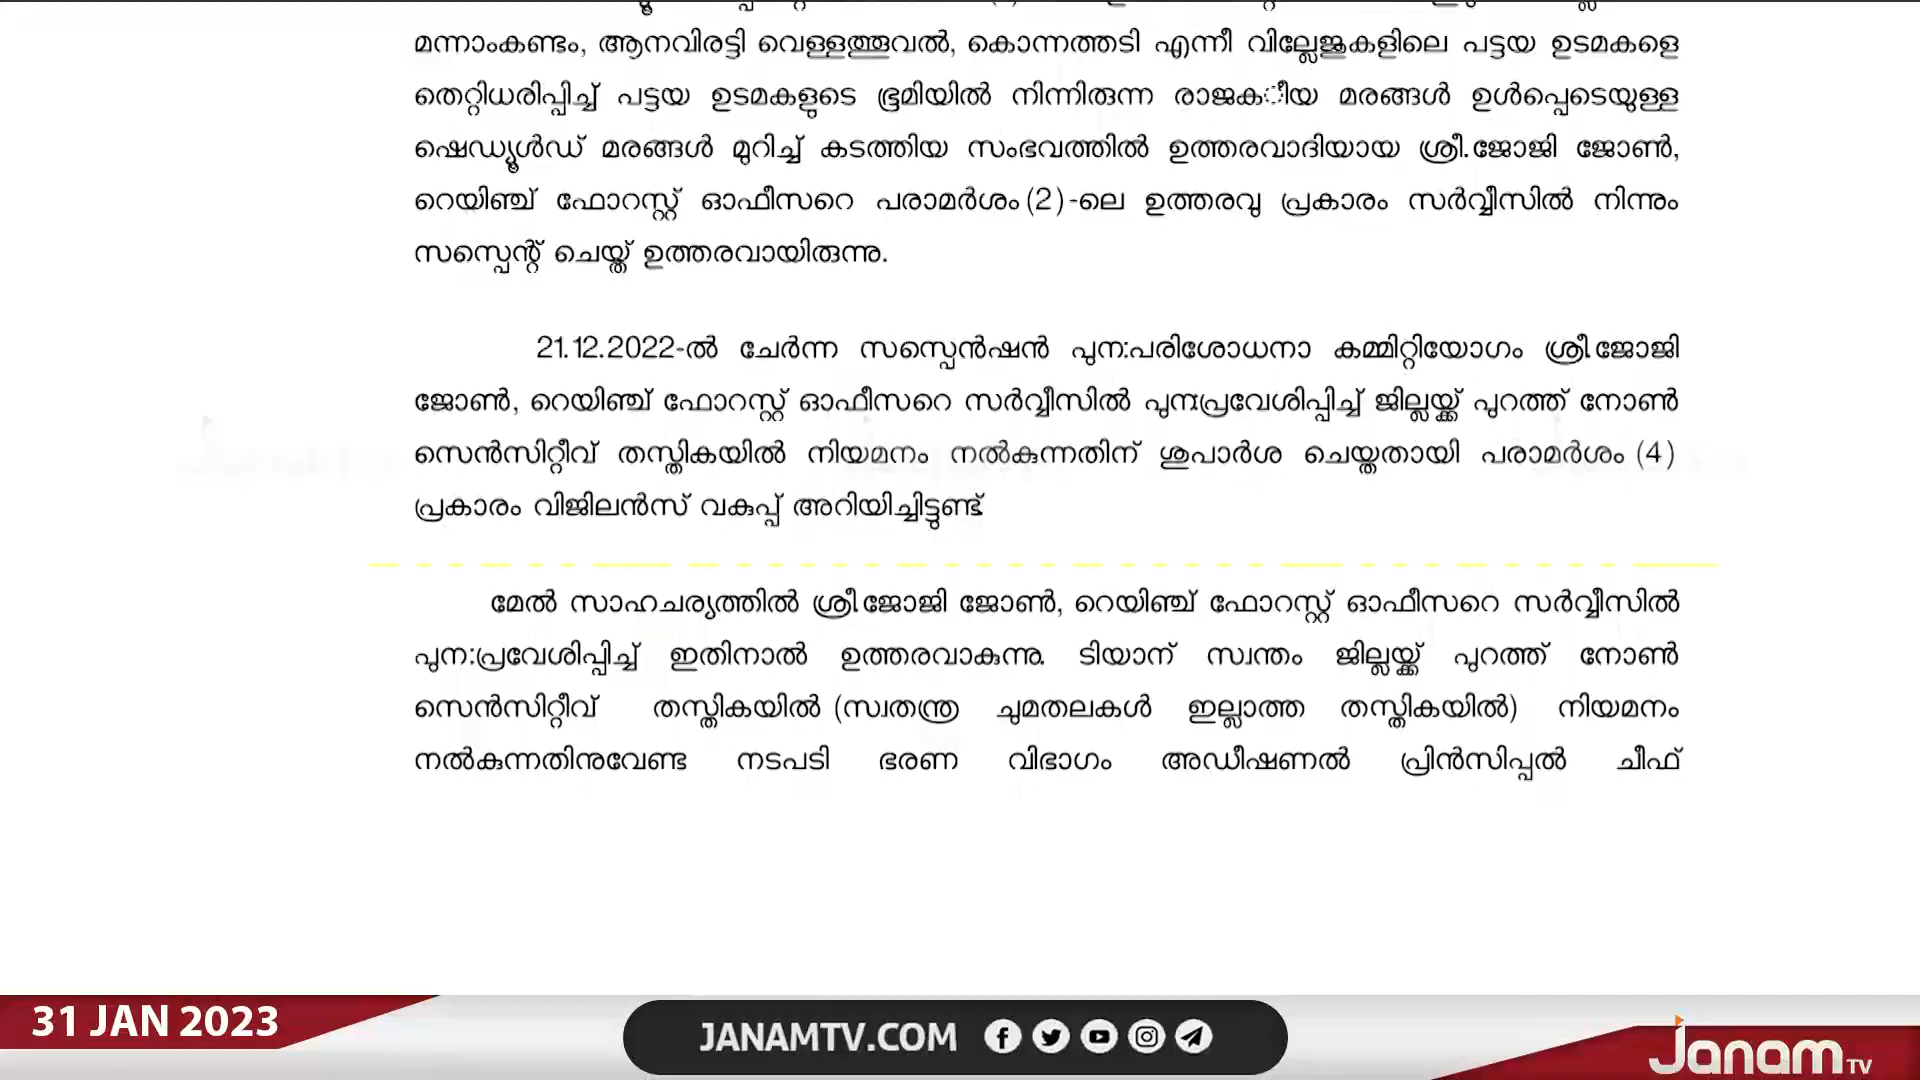 മന്നാംകണ്ടം, ആനവിരട്ടി വെള്ളത്തൂവൽ, കൊന്നത്തടി എന്നീ വില്ലേജുകളിലെ പട്ടയ ഉടമകളെ
തെറ്റിധരിപ്പിച്ച് പട്ടയ ഉടമകളുടെ ഭൂമിയിൽ നിന്നിരുന്ന രാജകീയ മരങ്ങൾ ഉൾപ്പെടെയുള്ള
ഷെഡ്യൂൾഡ് മരങ്ങൾ മുറിച്ച് കടത്തിയ സംഭവത്തിൽ ഉത്തരവാദിയായ ശ്രീ.ജോജി ജോൺ,
റെയിഞ്ച് ഫോറസ്റ്റ് ഓഫീസറെ പരാമർശം (2)-ലെ ഉത്തരവു പ്രകാരം സർവ്വീസിൽ നിന്നും
സസ്പെന്റ് ചെയ്ത് ഉത്തരവായിരുന്നു.
21.12.2022-ൽ ചേർന്ന സസ്പെൻഷൻ പുന:പരിശോധനാ കമ്മിറ്റിയോഗം ശ്രീ.ജോജി
ജോൺ, റെയിഞ്ച് ഫോറസ്റ്റ് ഓഫീസറെ സർവ്വീസിൽ പുന:പ്രവേശിപ്പിച്ച് ജില്ലയ്ക്ക് പുറത്ത് നോൺ
സെൻസിറ്റീവ് തസ്തികയിൽ നിയമനം നൽകുന്നതിന് ശുപാർശ ചെയ്തതായി പരാമർശം (4)
പ്രകാരം വിജിലൻസ് വകുപ്പ് അറിയിച്ചിട്ടുണ്ട്.
മേൽ സാഹചര്യത്തിൽ ശ്രീ.ജോജി ജോൺ, റെയിഞ്ച് ഫോറസ്റ്റ് ഓഫീസറെ സർവ്വീസിൽ
പുന:പ്രവേശിപ്പിച്ച് ഇതിനാൽ ഉത്തരവാകുന്നു. ടിയാന് സ്വന്തം ജില്ലയ്ക്ക് പുറത്ത് നോൺ
സെൻസിറ്റീവ് തസ്തികയിൽ (സ്വതന്ത്ര ചുമതലകൾ ഇല്ലാത്ത തസ്തികയിൽ) നിയമനം
നൽകുന്നതിനുവേണ്ട നടപടി ഭരണ വിഭാഗം അഡീഷണൽ പ്രിൻസിപ്പൽ ചീഫ്
31 JAN 2023
JANAMTV.COM
Janam TV